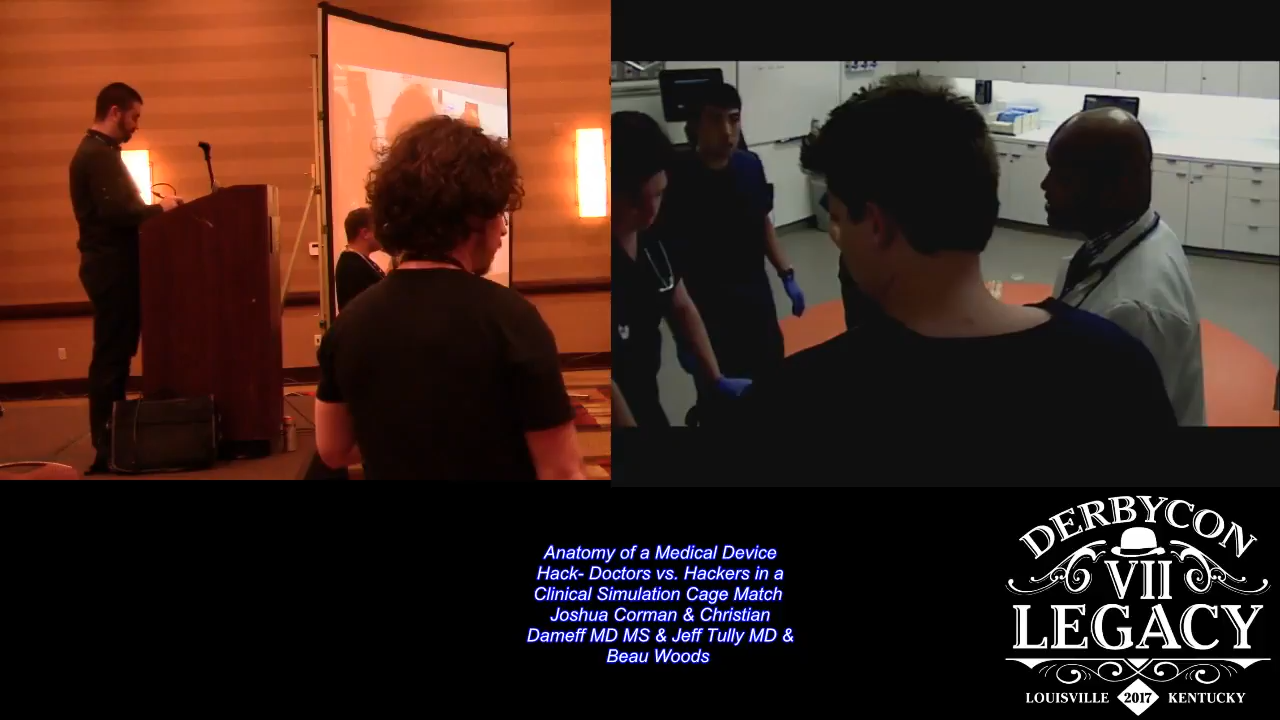 Anatomy of a Medical Device
Hack- Doctors vs. Hackers in a
Clinical Simulation Cage Match
Joshua Corman & Christian
Dameff MD MS & Jeff Tully MD &
Beau Woods
DERBYCON
VII
LEGACY
LOUISVILLE 2017 KENTUCKY